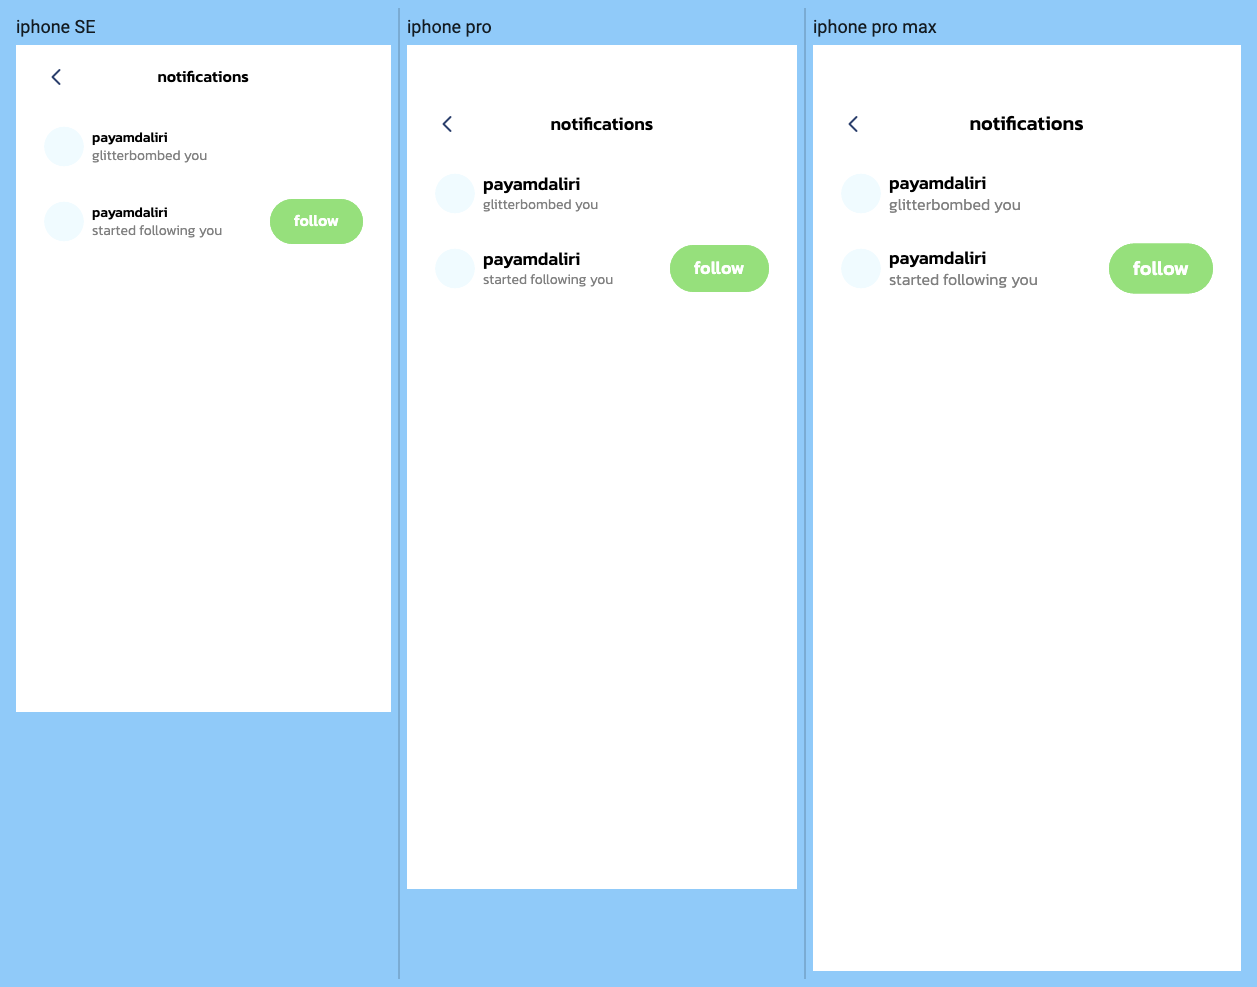 iphone SE
notifications
payamdaliri
glitterbombed you
payamdaliri
started following you
follow
iphone pro
notifications
payamdaliri
glitterbombed you
payamdaliri
started following you
follow
iphone pro max
notifications
payamdaliri
glitterbombed you
payamdaliri
started following you
follow